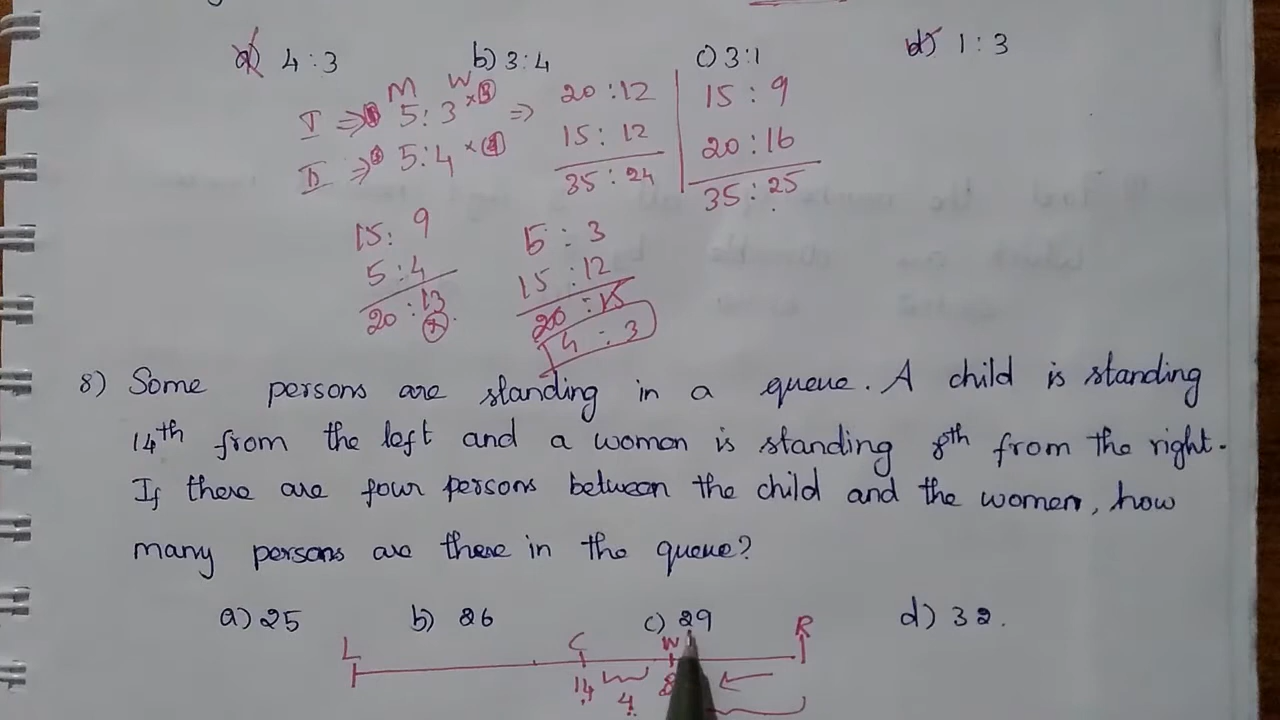 a) 4 : 3 b) 3 : 4 c) 3 : 1 d) 1 : 3
M W
I ⇒ 5 : 3 ⇒
II ⇒ 5 : 4
20 : 12
15 : 12
35 : 24
15 : 9
20 : 16
35 : 25
15 : 9
5 : 4
20 : 13
5 : 3
15 : 12
20 : 15
4 : 3
8) Some persons are standing in a queue. A child is standing
14th from the left and a woman is standing 8th from the right.
If there are four persons between the child and the women, how
many persons are there in the queue?
a) 25 b) 26 c) 29 d) 32.
L C W R
14 4 8